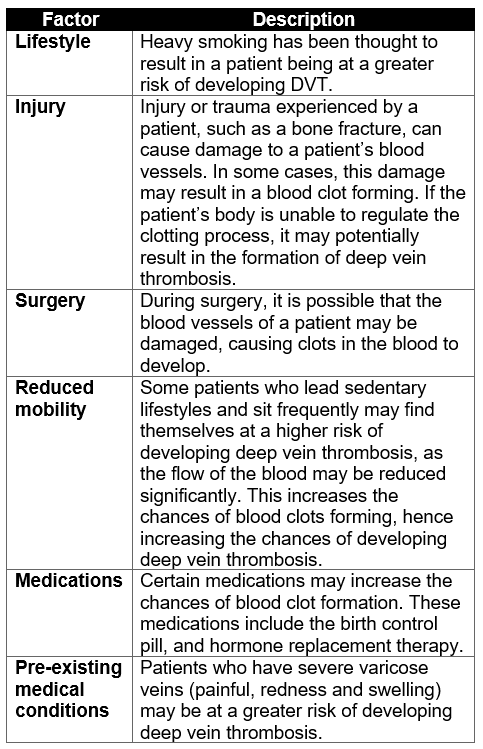 Factor Description
Lifestyle Heavy smoking has been thought to
result in a patient being at a greater
risk of developing DVT.
Injury Injury or trauma experienced by a
patient, such as a bone fracture, can
cause damage to a patient's blood
vessels. In some cases, this damage
may result in a blood clot forming. If the
patient's body is unable to regulate the
clotting process, it may potentially
result in the formation of deep vein
thrombosis.
Surgery During surgery, it is possible that the
blood vessels of a patient may be
damaged, causing clots in the blood to
develop.
Reduced Some patients who lead sedentary
mobility lifestyles and sit frequently may find
themselves at a higher risk of
developing deep vein thrombosis, as
the flow of the blood may be reduced
significantly. This increases the
chances of blood clots forming, hence
increasing the chances of developing
deep vein thrombosis.
Medications Certain medications may increase the
chances of blood clot formation. These
medications include the birth control
pill, and hormone replacement therapy.
Pre-existing Patients who have severe varicose
medical veins (painful, redness and swelling)
conditions may be at a greater risk of developing
deep vein thrombosis.